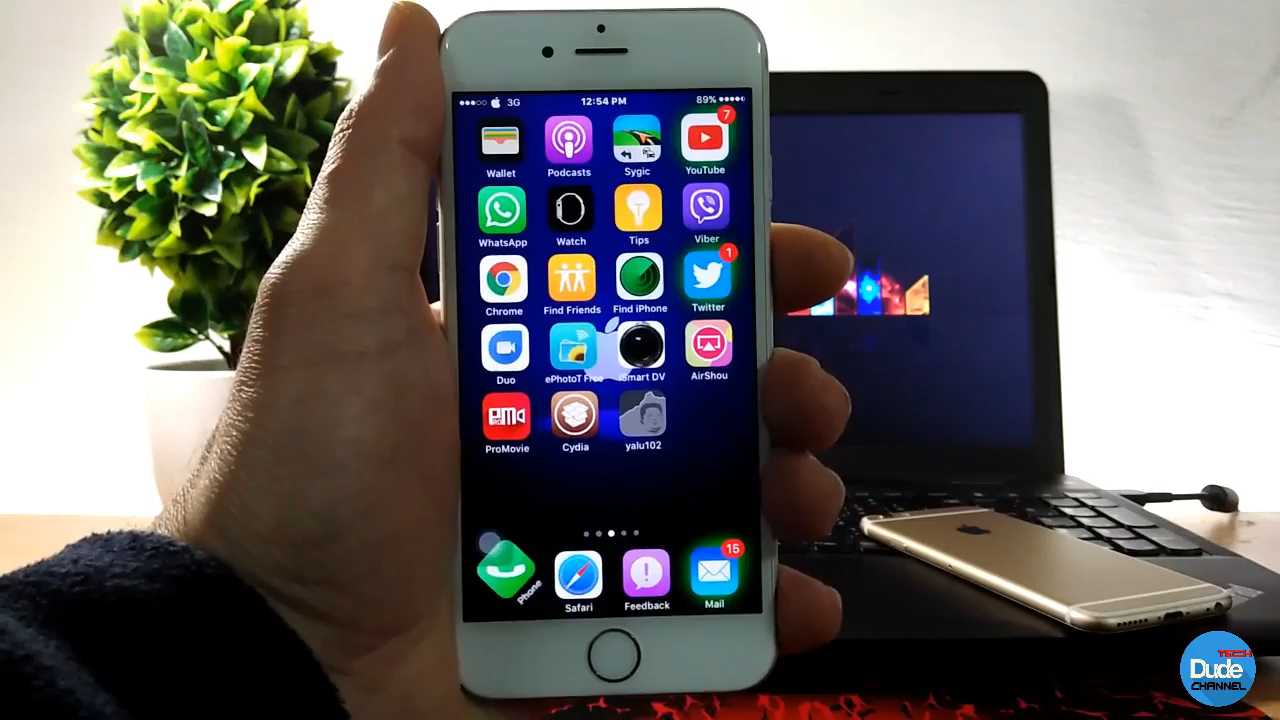 3G 12:54 PM 89%
7
Wallet Podcasts Sygic YouTube
WhatsApp Watch Tips Viber
1
Chrome Find Friends Find iPhone Twitter
Duo ePhotoT Free iSmart DV AirShou
PRO M
ProMovie Cydia yalu102
15
Phone Safari Feedback Mail
TECH
Dude
CHANNEL